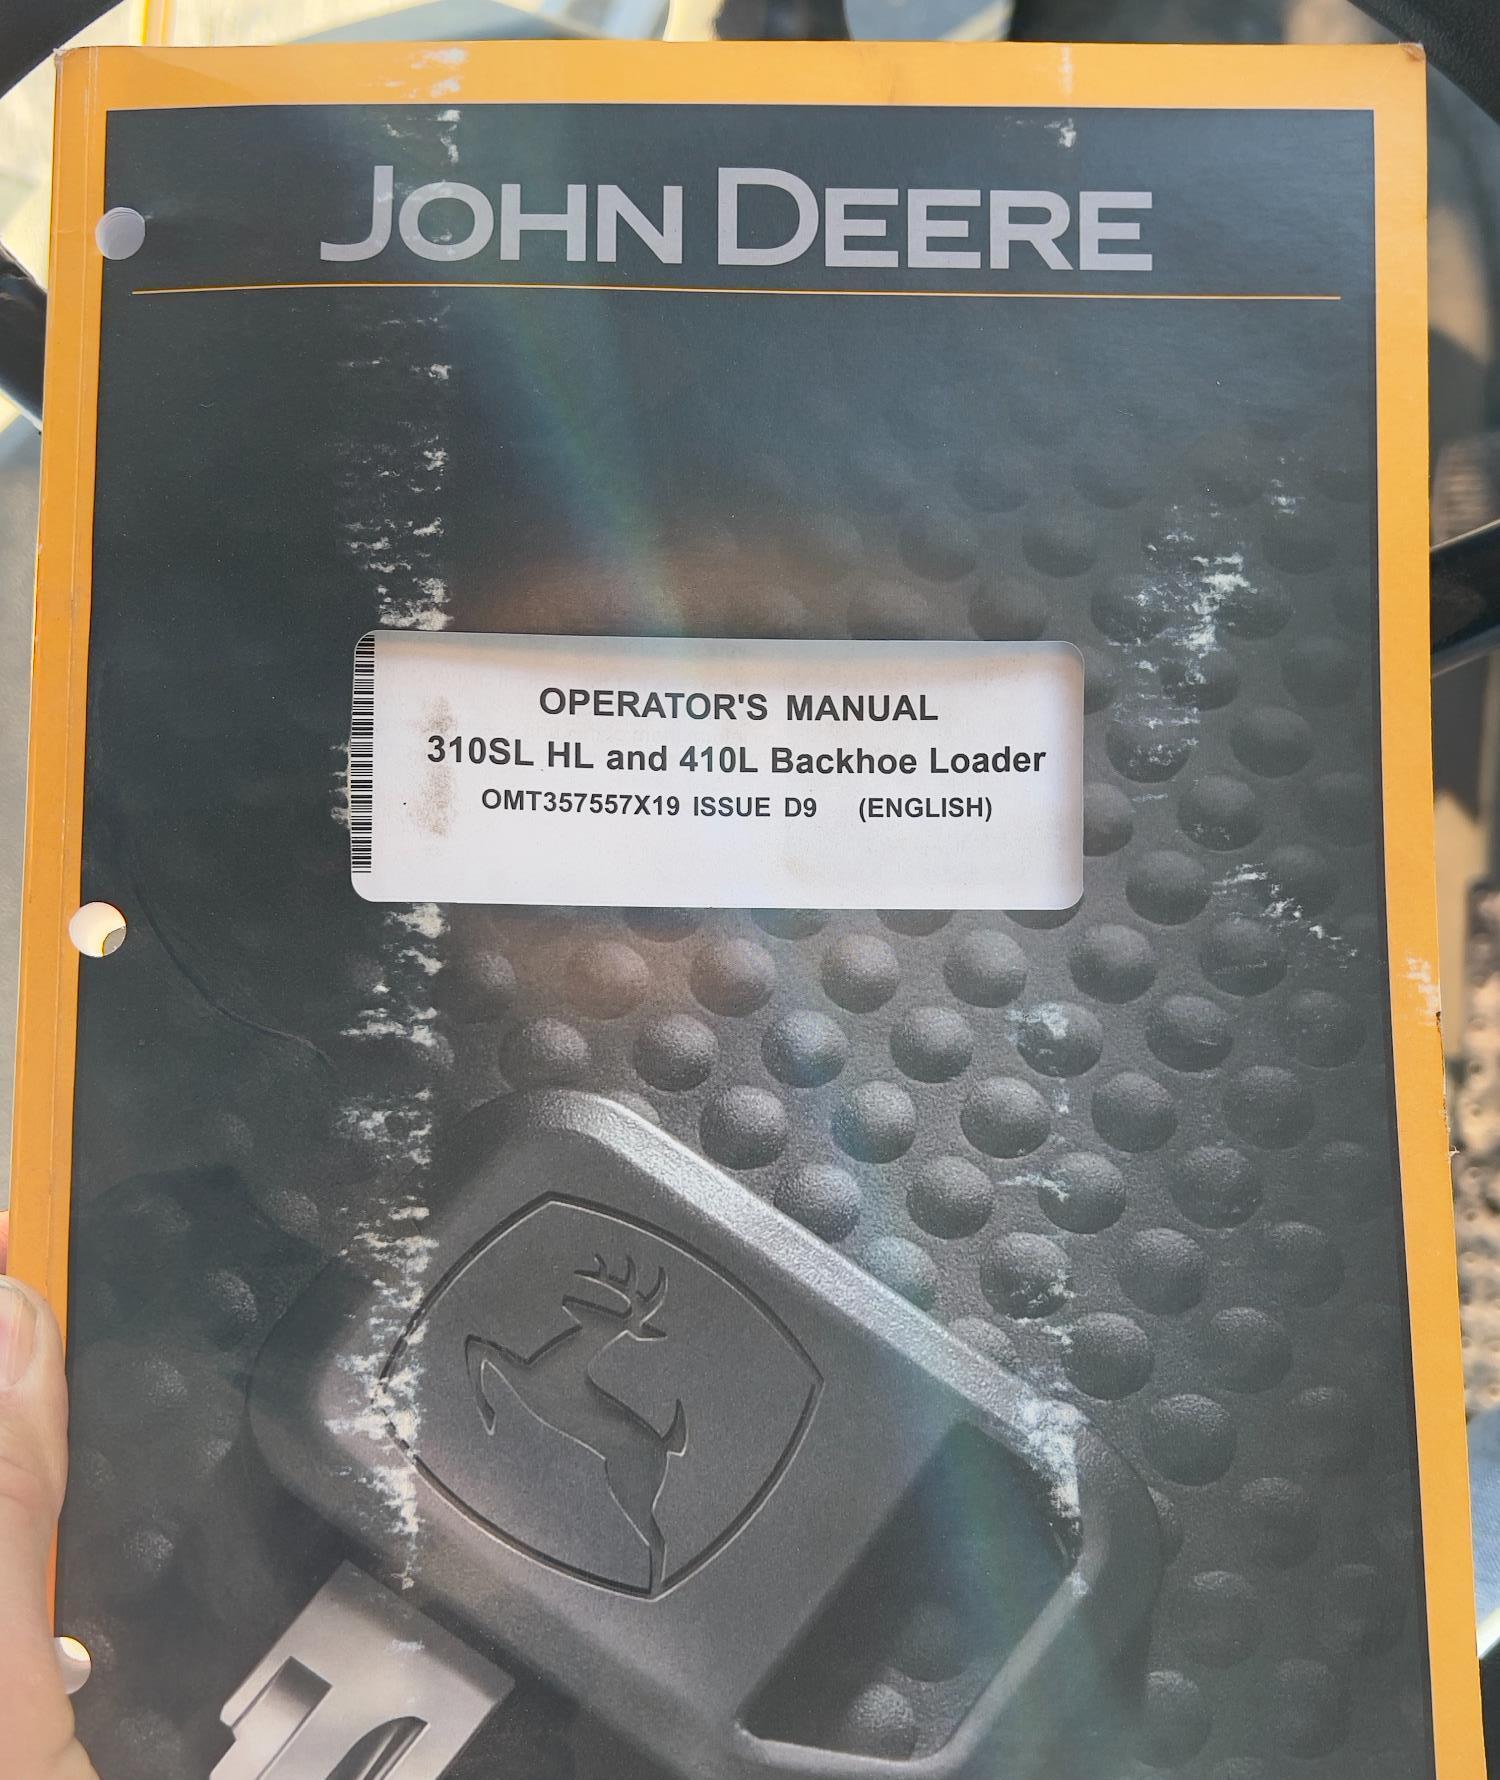 JOHN DEERE
OPERATOR'S MANUAL
310SL HL and 410L Backhoe Loader
OMT357557X19 ISSUE D9 (ENGLISH)